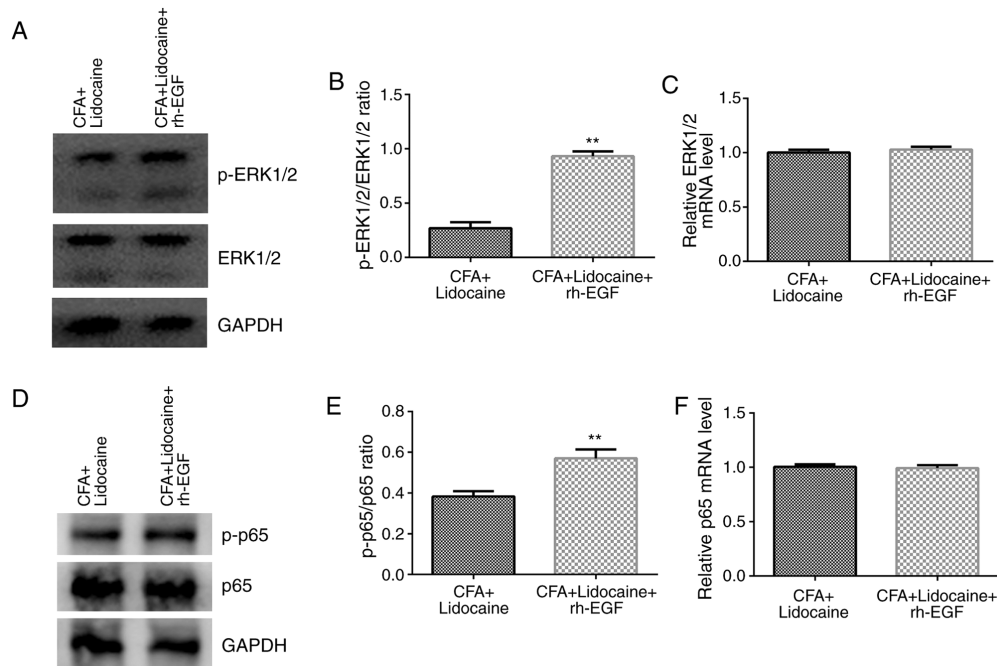 A
CFA+
Lidocaine
CFA+Lidocaine+
rh-EGF
p-ERK1/2
ERK1/2
GAPDH
B
p-ERK1/2/ERK1/2 ratio
1.5
1.0
0.5
0.0
**
CFA+
Lidocaine
CFA+Lidocaine+
rh-EGF
C
Relative ERK1/2
mRNA level
1.5
1.0
0.5
0.0
CFA+
Lidocaine
CFA+Lidocaine+
rh-EGF
D
CFA+
Lidocaine
CFA+Lidocaine+
rh-EGF
p-p65
p65
GAPDH
E
p-p65/p65 ratio
0.8
0.6
0.4
0.2
0.0
**
CFA+
Lidocaine
CFA+Lidocaine+
rh-EGF
F
Relative p65 mRNA level
1.5
1.0
0.5
0.0
CFA+
Lidocaine
CFA+Lidocaine+
rh-EGF